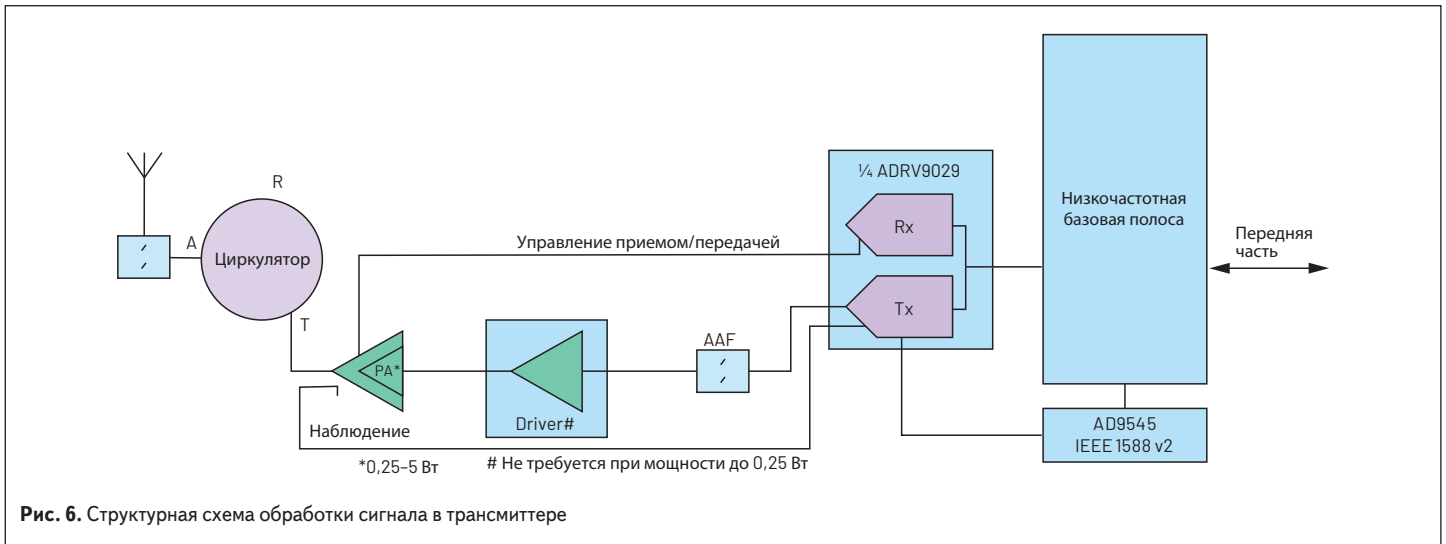 ¼ ADRV9029
R
Rx
Низкочастотная
базовая полоса
Управление приемом/передачей
Передняя
часть
A
Циркулятор
Tx
T
AAF
PA*
Driver#
AD9545
IEEE 1588 v2
Наблюдение
*0,25–5 Вт
# Не требуется при мощности до 0,25 Вт
Рис. 6. Структурная схема обработки сигнала в трансмиттере